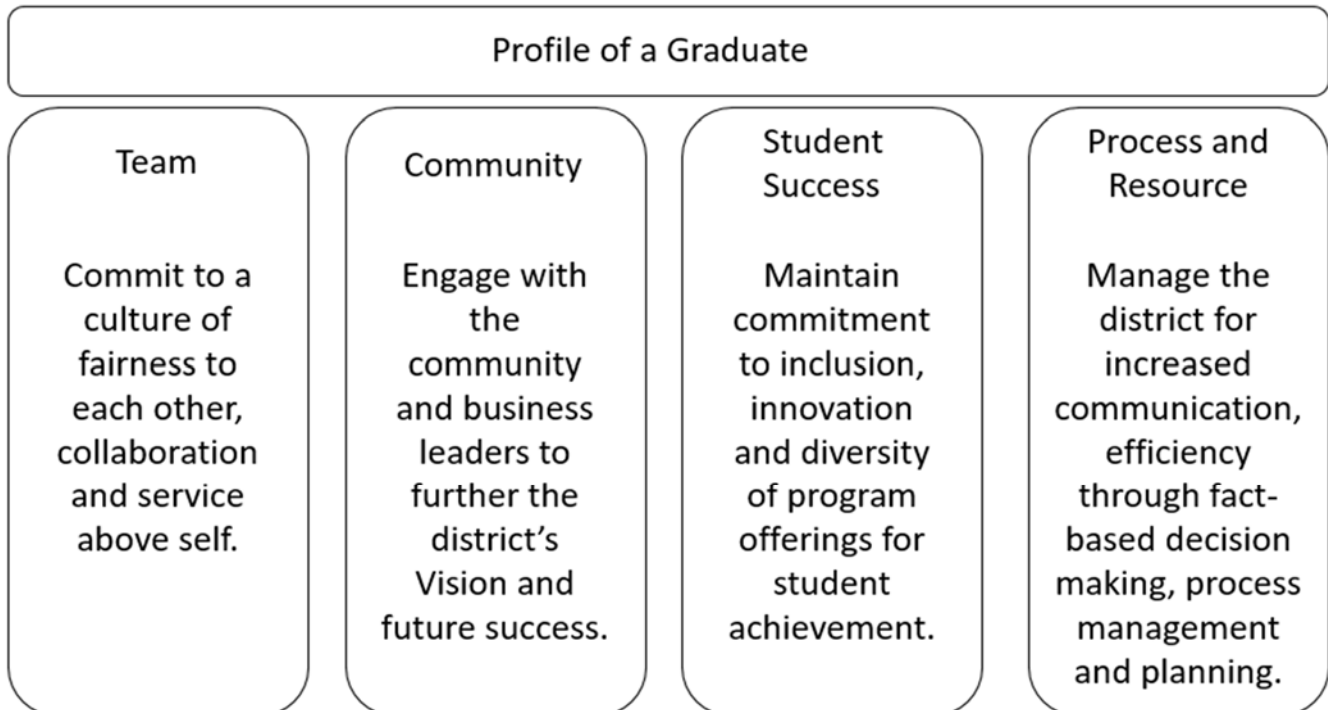 Profile of a Graduate
Team
Commit to a
culture of
fairness to
each other,
collaboration
and service
above self.
Community
Engage with
the
community
and business
leaders to
further the
district’s
Vision and
future success.
Student
Success
Maintain
commitment
to inclusion,
innovation
and diversity
of program
offerings for
student
achievement.
Process and
Resource
Manage the
district for
increased
communication,
efficiency
through fact-
based decision
making, process
management
and planning.